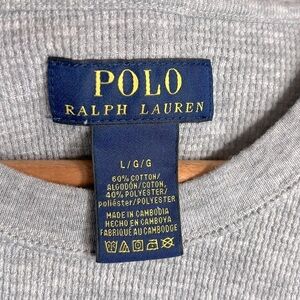 POLO
RALPH LAUREN
L/G/G
60% COTTON/
ALGODÓN/COTON,
40% POLYESTER/
poliéster/POLYESTER
MADE IN CAMBODIA
HECHO EN CAMBOYA
FABRIQUÉ AU CAMBODGE